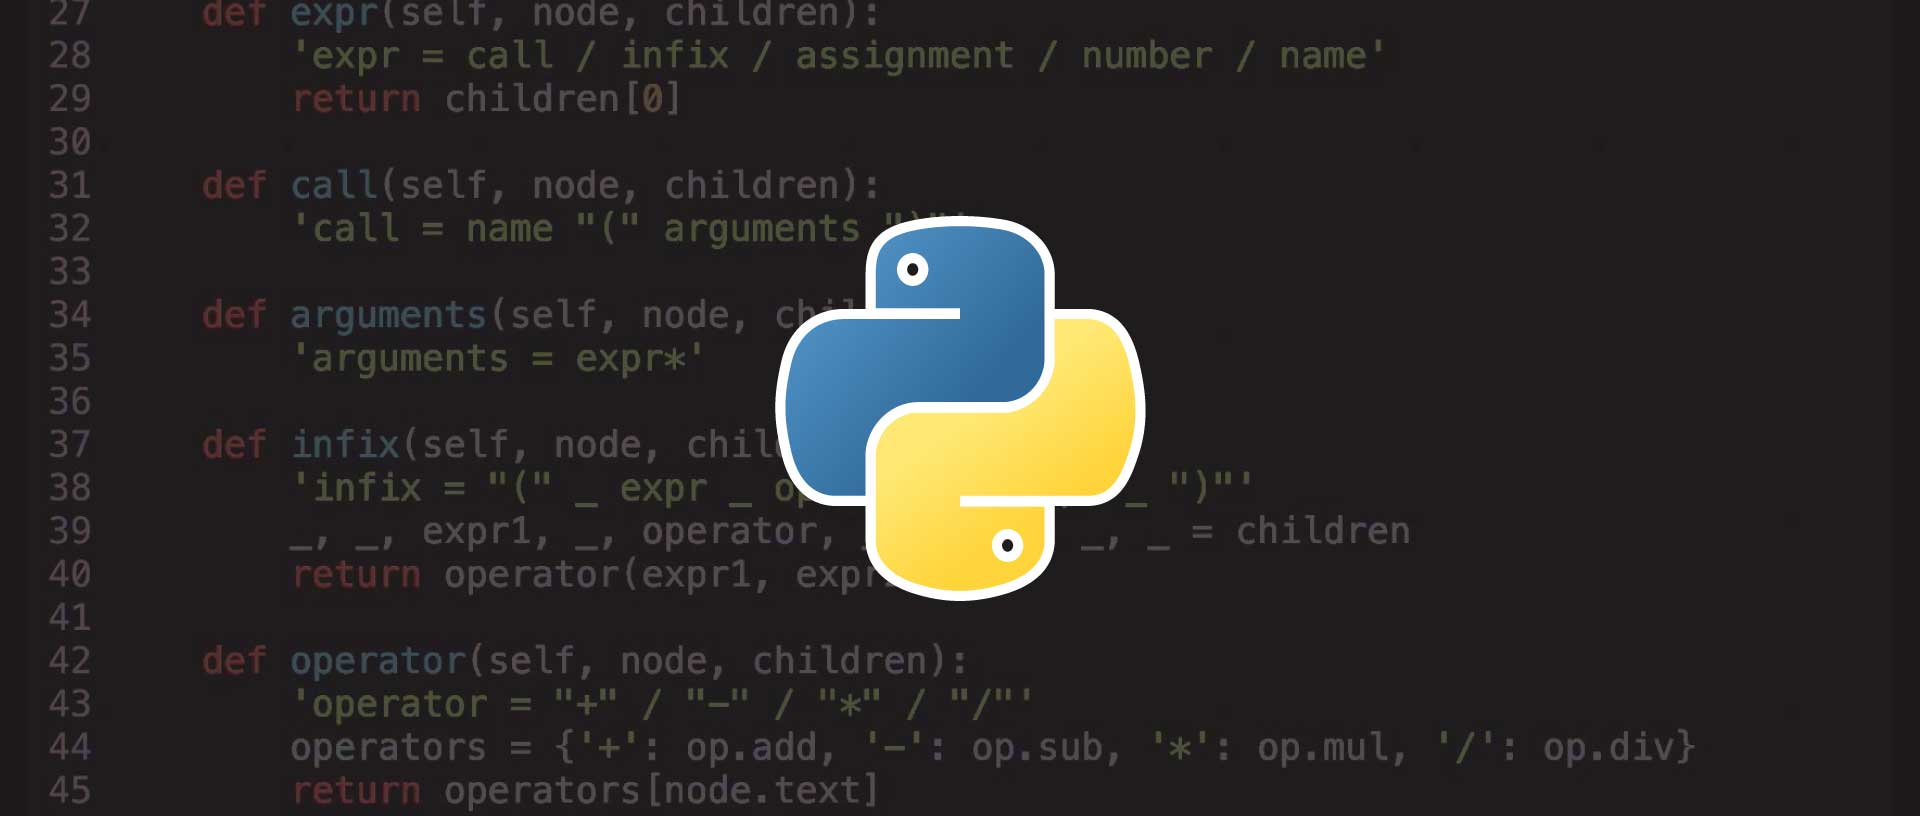 27 def expr(self, node, children):
28 'expr = call / infix / assignment / number / name'
29 return children[0]
30
31 def call(self, node, children):
32 'call = name "(" arguments
33
34 def arguments(self, node,
35 'arguments = expr*'
36
37 def infix(self, node,
38 'infix = "(" _ expr _ _ ")"'
39 _, _, expr1, _, operator, _, _ = children
40 return operator(expr1,
41
42 def operator(self, node, children):
43 'operator = "+" / "-" / "*" / "/"'
44 operators = {'+': op.add, '-': op.sub, '*': op.mul, '/': op.div}
45 return operators[node.text]